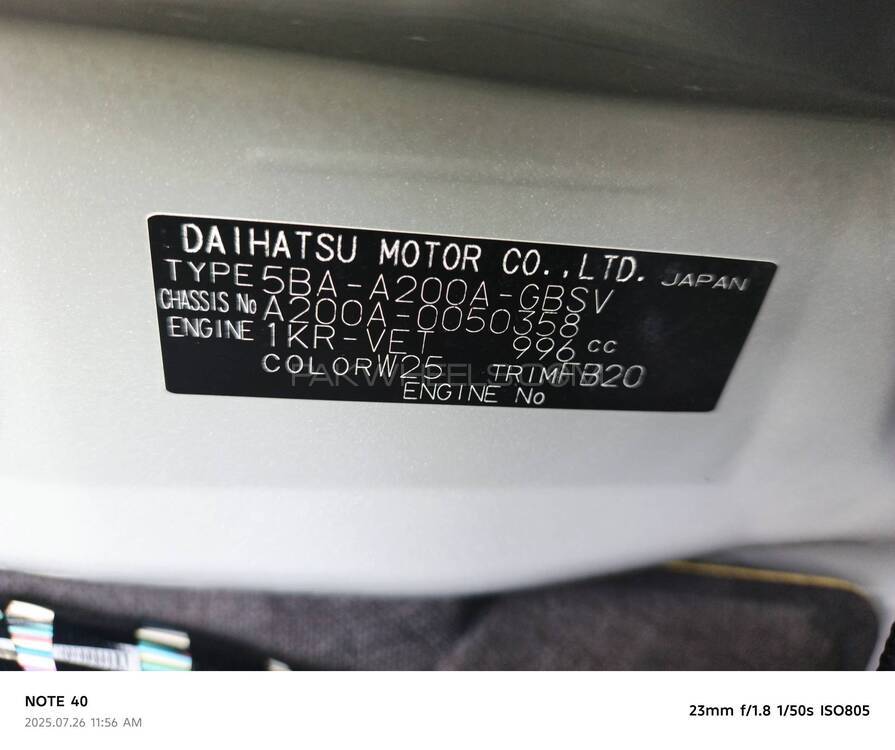 DAIHATSU MOTOR CO.,LTD. JAPAN
TYPE 5BA-A200A-GBSV
CHASSIS No A200A-0050358
ENGINE 1KR-VET 996 cc
COLOR W25 TRIM FB20
ENGINE No
NOTE 40
2025.07.26 11:56 AM
23mm f/1.8 1/50s ISO805